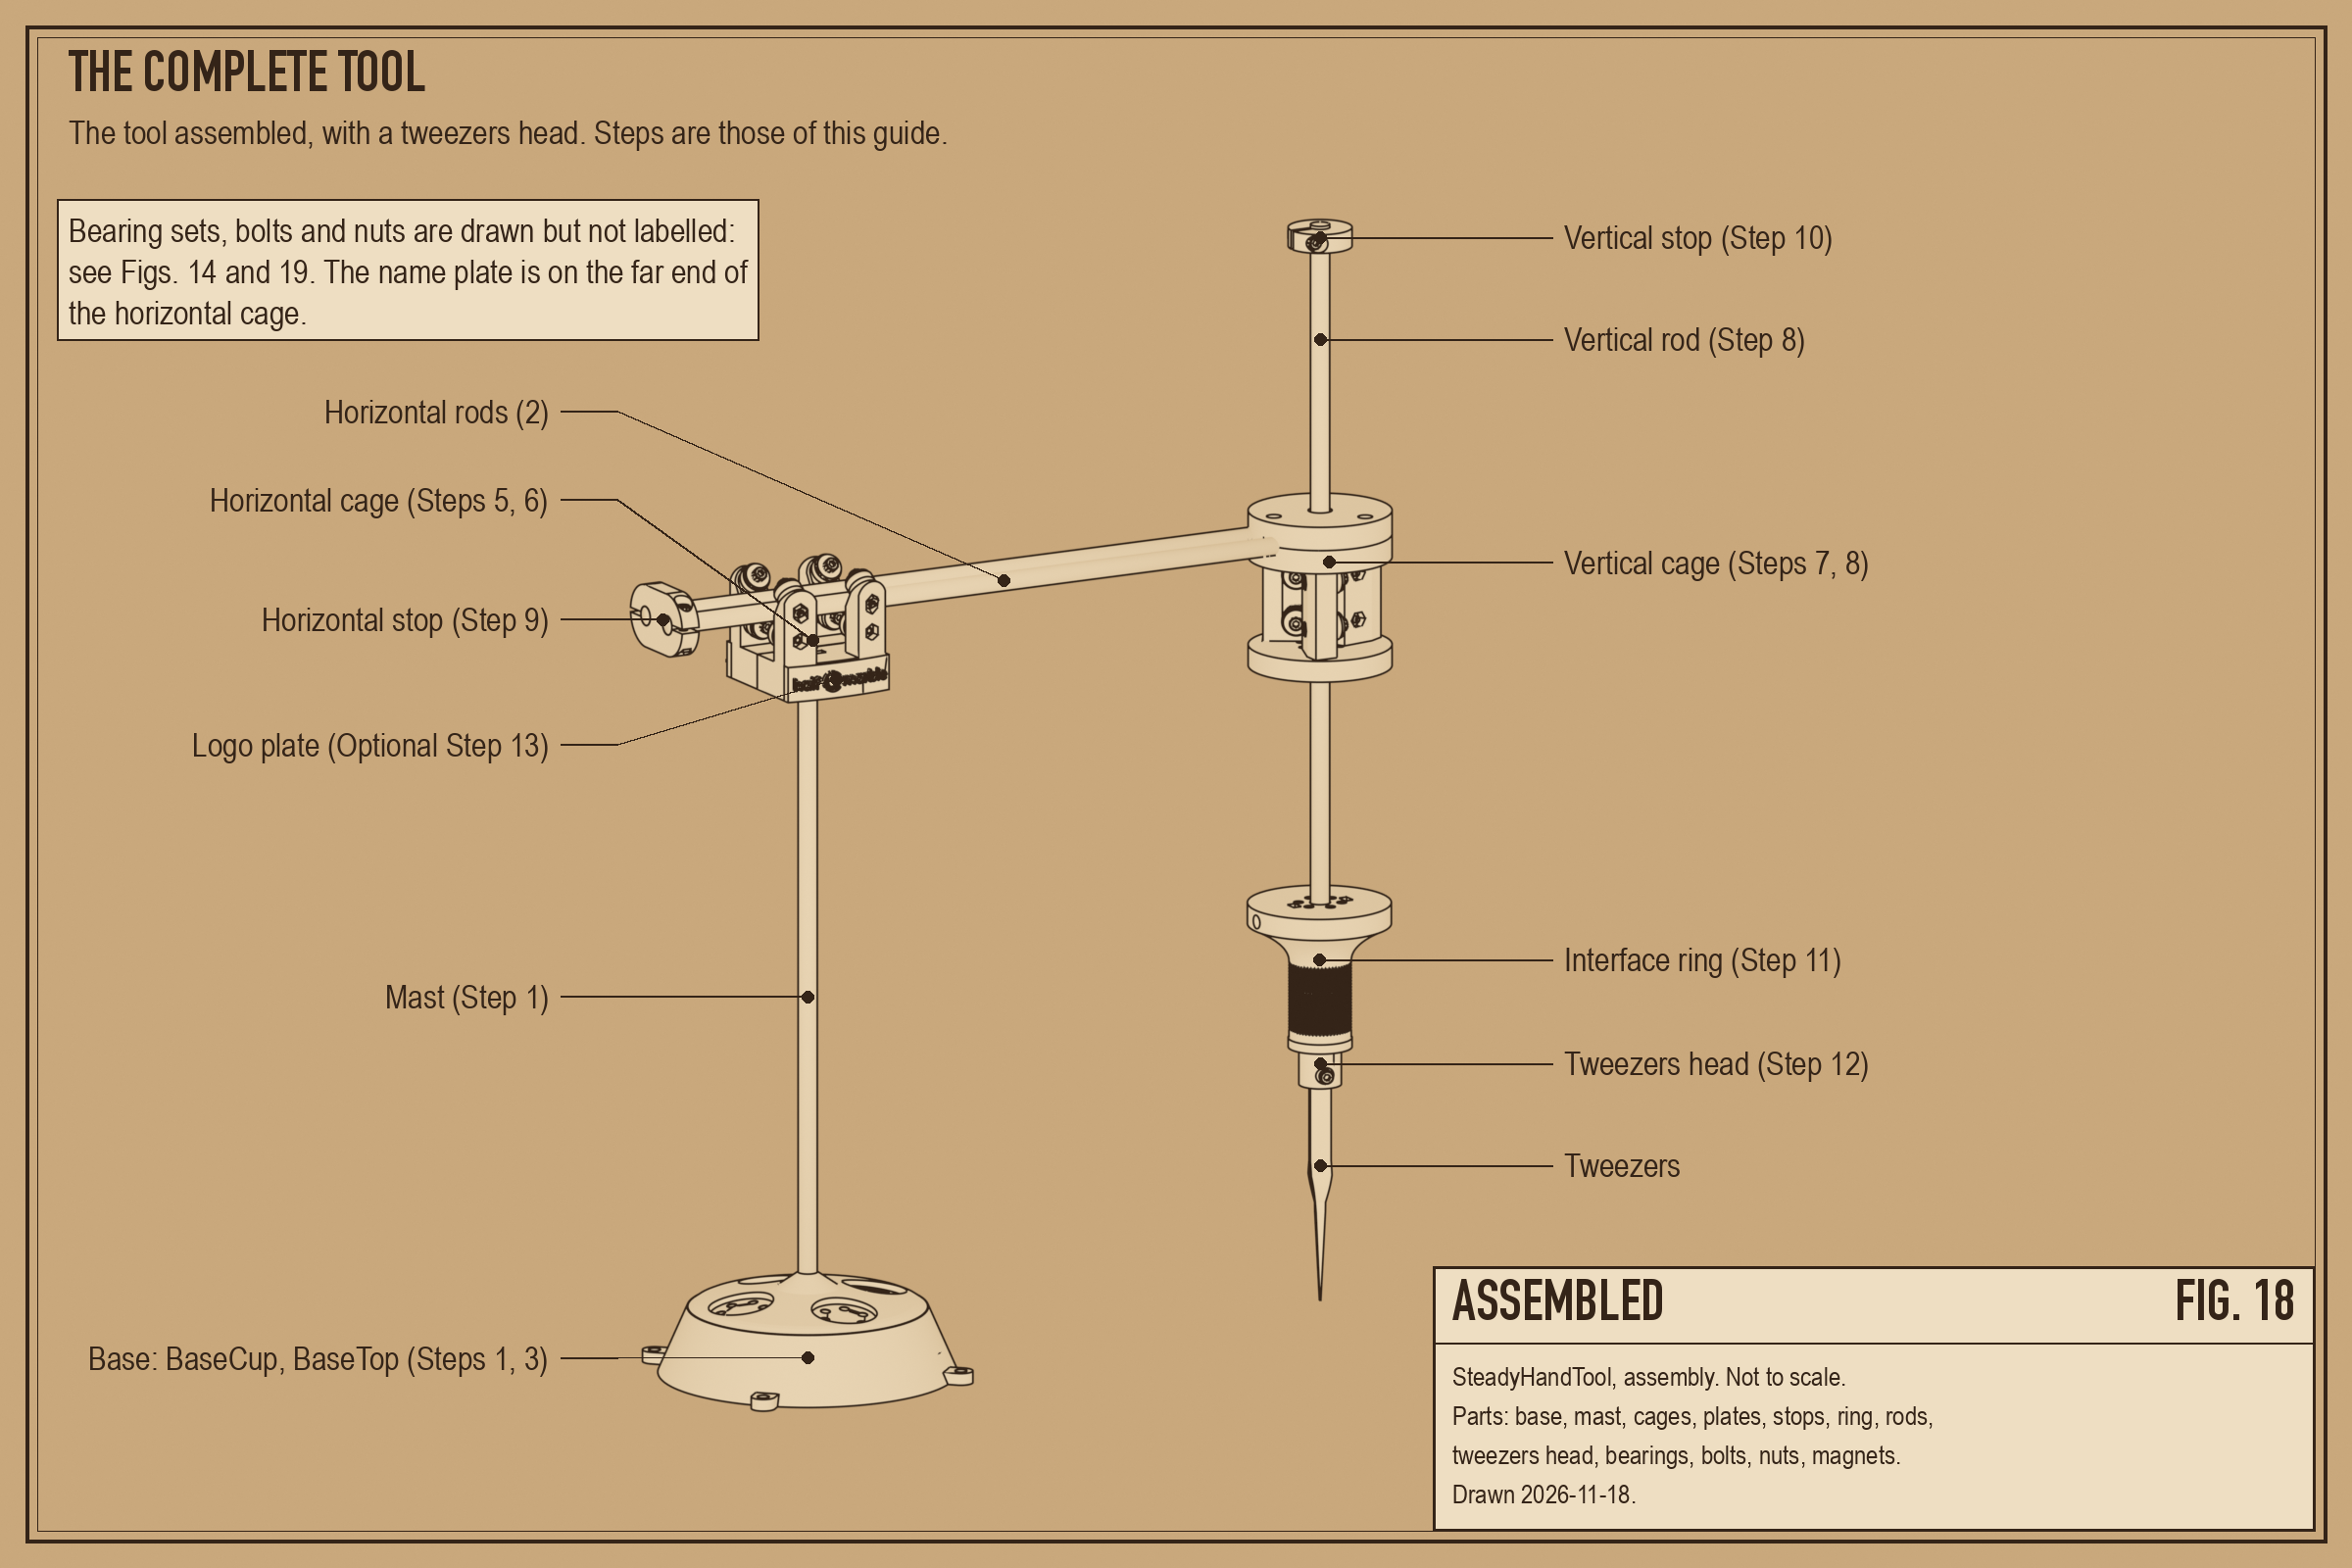 THE COMPLETE TOOL
The tool assembled, with a tweezers head. Steps are those of this guide.
Bearing sets, bolts and nuts are drawn but not labelled:
see Figs. 14 and 19. The name plate is on the far end of
the horizontal cage.
Vertical stop (Step 10)
Vertical rod (Step 8)
Horizontal rods (2)
Horizontal cage (Steps 5, 6)
Vertical cage (Steps 7, 8)
Horizontal stop (Step 9)
Logo plate (Optional Step 13)
Interface ring (Step 11)
Mast (Step 1)
Tweezers head (Step 12)
Tweezers
Base: BaseCup, BaseTop (Steps 1, 3)
ASSEMBLED
FIG. 18
SteadyHandTool, assembly. Not to scale.
Parts: base, mast, cages, plates, stops, ring, rods,
tweezers head, bearings, bolts, nuts, magnets.
Drawn 2026-11-18.